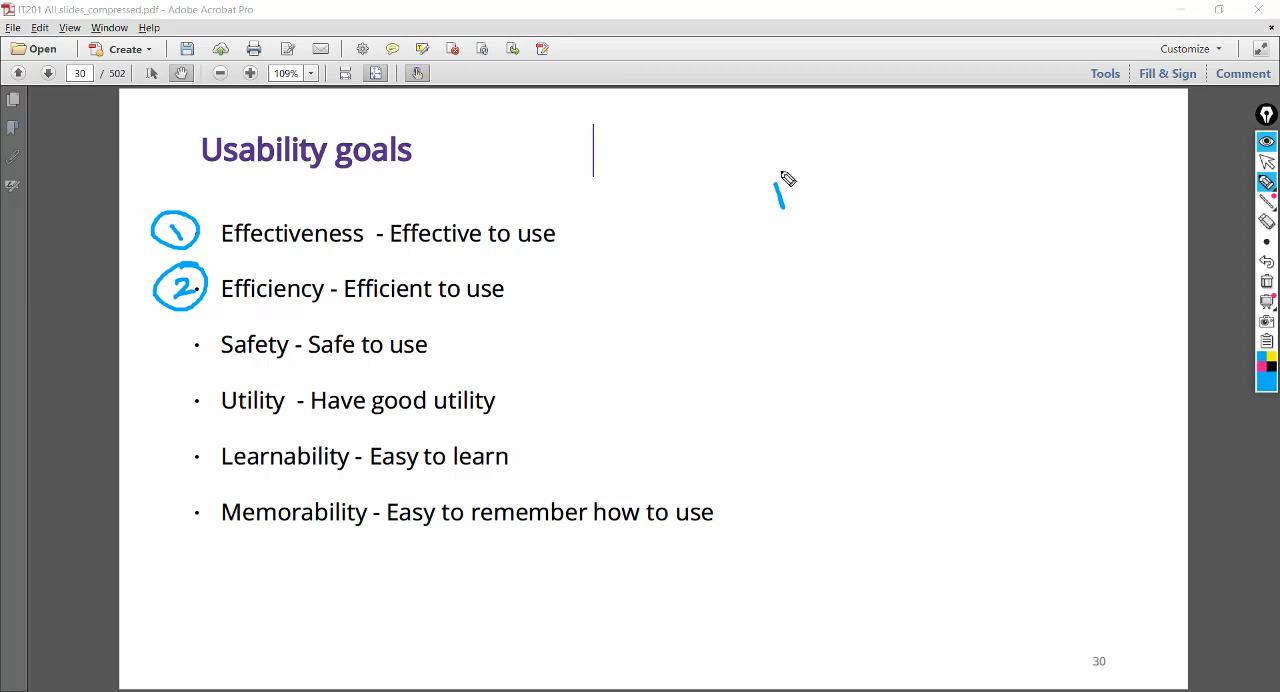 IT201 All slides_compressed.pdf - Adobe Acrobat Pro
File Edit View Window Help
Open Create Customize
30 / 502 109% Tools Fill & Sign Comment
Usability goals
1 Effectiveness - Effective to use
2 • Efficiency - Efficient to use
• Safety - Safe to use
• Utility - Have good utility
• Learnability - Easy to learn
• Memorability - Easy to remember how to use
30